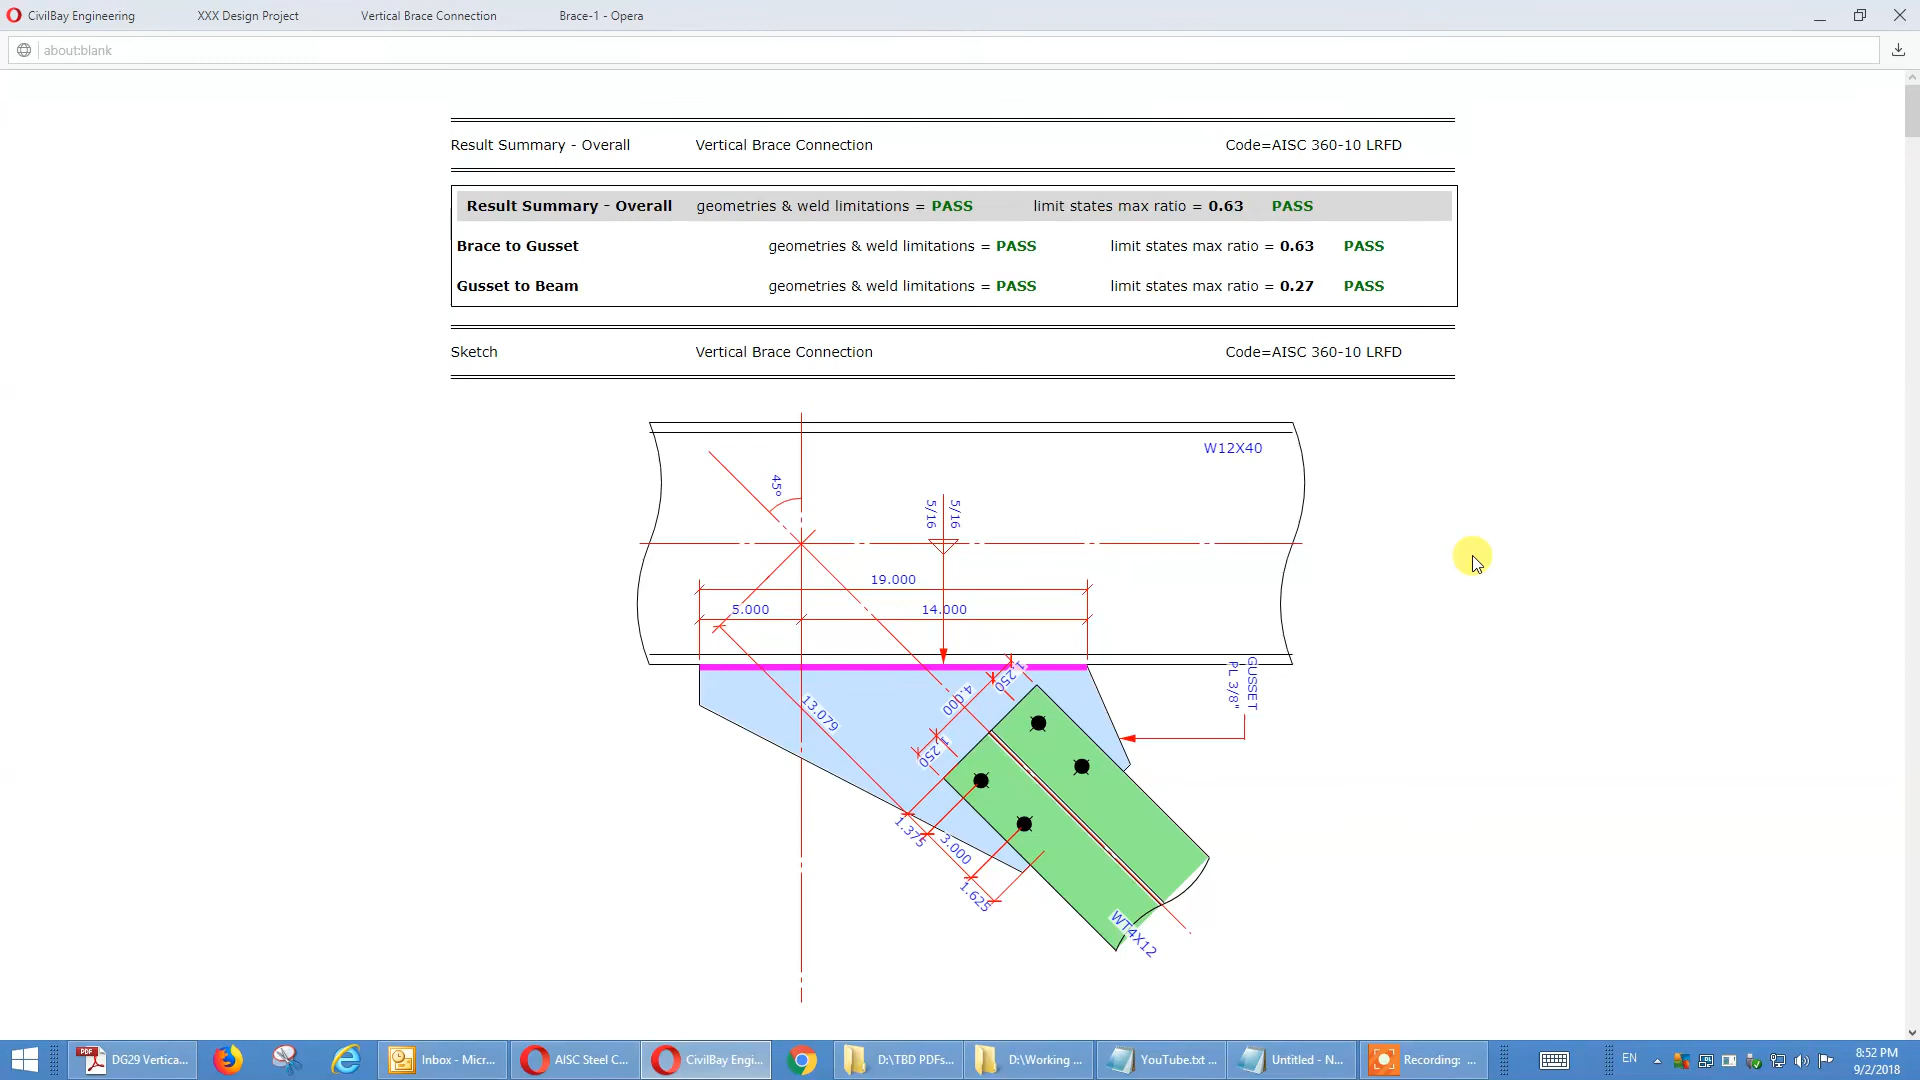 CivilBay Engineering XXX Design Project Vertical Brace Connection Brace-1 - Opera
about:blank
Result Summary - Overall Vertical Brace Connection Code=AISC 360-10 LRFD
Result Summary - Overall geometries & weld limitations = PASS limit states max ratio = 0.63 PASS
Brace to Gusset geometries & weld limitations = PASS limit states max ratio = 0.63 PASS
Gusset to Beam geometries & weld limitations = PASS limit states max ratio = 0.27 PASS
Sketch Vertical Brace Connection Code=AISC 360-10 LRFD
W12X40
45°
5/16 5/16
19.000
5.000 14.000
GUSSET
PL 3/8"
1.250
4.000
13.079
1.250
1.375
3.000
1.625
WT4X12
DG29 Vertica... Inbox - Micr... AISC Steel C... CivilBay Engi... D:\TBD PDFs... D:\Working ... YouTube.txt ... Untitled - N... Recording: ... EN 8:52 PM
9/2/2018